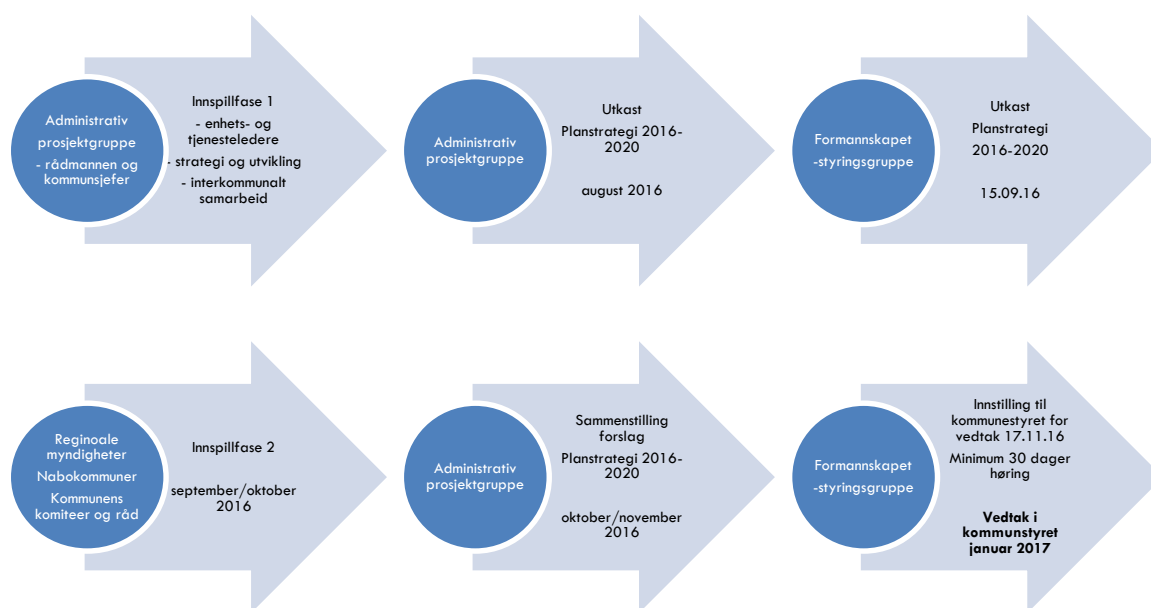 Administrativ
prosjektgruppe
- rådmannen og
kommunsjefer
Innspillfase 1
- enhets- og
tjenesteledere
- strategi og utvikling
- interkommunalt
samarbeid
Administrativ
prosjektgruppe
Utkast
Planstrategi 2016-
2020
august 2016
Formannskapet
-styringsgruppe
Utkast
Planstrategi
2016-2020
15.09.16
Reginoale
myndigheter
Nabokommuner
Kommunens
komiteer og råd
Innspillfase 2
september/oktober
2016
Administrativ
prosjektgruppe
Sammenstilling
forslag
Planstrategi 2016-
2020
oktober/november
2016
Formannskapet
-styringsgruppe
Innstilling til
kommunestyret for
vedtak 17.11.16
Minimum 30 dager
høring
Vedtak i
kommunstyret
januar 2017